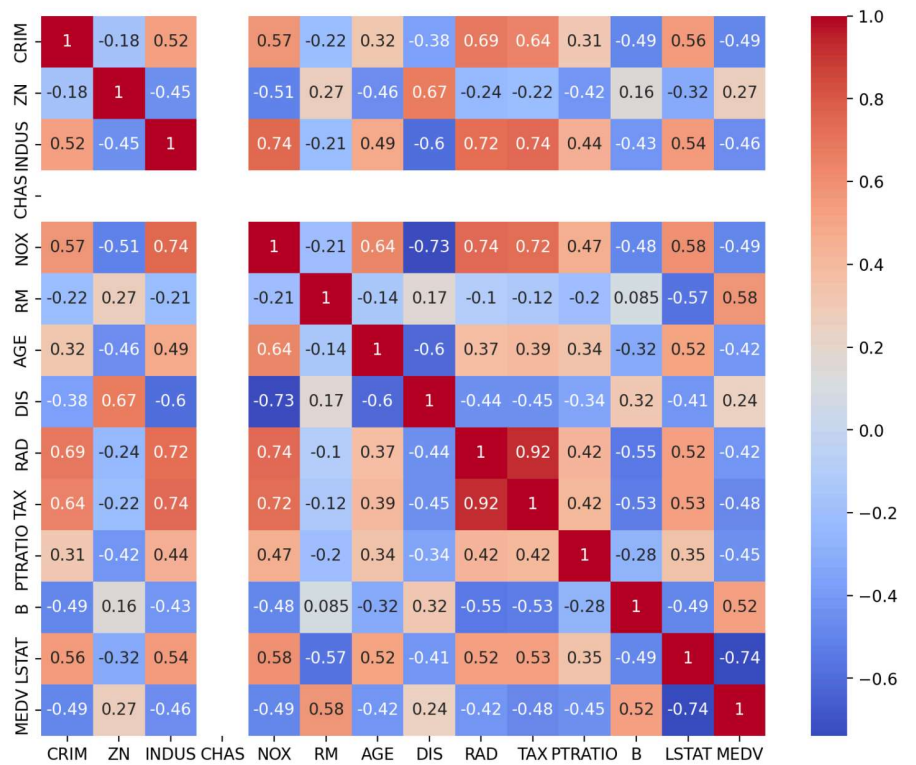 CRIM 1 -0.18 0.52 0.57 -0.22 0.32 -0.38 0.69 0.64 0.31 -0.49 0.56 -0.49
ZN -0.18 1 -0.45 -0.51 0.27 -0.46 0.67 -0.24 -0.22 -0.42 0.16 -0.32 0.27
INDUS 0.52 -0.45 1 0.74 -0.21 0.49 -0.6 0.72 0.74 0.44 -0.43 0.54 -0.46
CHAS
NOX 0.57 -0.51 0.74 1 -0.21 0.64 -0.73 0.74 0.72 0.47 -0.48 0.58 -0.49
RM -0.22 0.27 -0.21 -0.21 1 -0.14 0.17 -0.1 -0.12 -0.2 0.085 -0.57 0.58
AGE 0.32 -0.46 0.49 0.64 -0.14 1 -0.6 0.37 0.39 0.34 -0.32 0.52 -0.42
DIS -0.38 0.67 -0.6 -0.73 0.17 -0.6 1 -0.44 -0.45 -0.34 0.32 -0.41 0.24
RAD 0.69 -0.24 0.72 0.74 -0.1 0.37 -0.44 1 0.92 0.42 -0.55 0.52 -0.42
TAX 0.64 -0.22 0.74 0.72 -0.12 0.39 -0.45 0.92 1 0.42 -0.53 0.53 -0.48
PTRATIO 0.31 -0.42 0.44 0.47 -0.2 0.34 -0.34 0.42 0.42 1 -0.28 0.35 -0.45
B -0.49 0.16 -0.43 -0.48 0.085 -0.32 0.32 -0.55 -0.53 -0.28 1 -0.49 0.52
LSTAT 0.56 -0.32 0.54 0.58 -0.57 0.52 -0.41 0.52 0.53 0.35 -0.49 1 -0.74
MEDV -0.49 0.27 -0.46 -0.49 0.58 -0.42 0.24 -0.42 -0.48 -0.45 0.52 -0.74 1
CRIM ZN INDUS CHAS NOX RM AGE DIS RAD TAX PTRATIO B LSTAT MEDV
1.0
0.8
0.6
0.4
0.2
0.0
−0.2
−0.4
−0.6